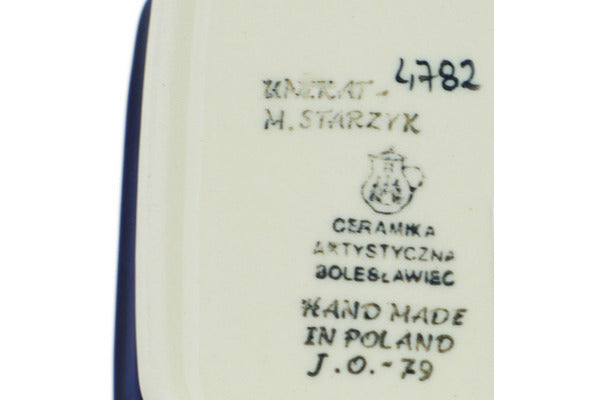 UNIKAT- 4782
M. STARZYK
CERAMIKA
ARTYSTYCZNA
BOLESŁAWIEC
HAND MADE
IN POLAND
J.O.-79